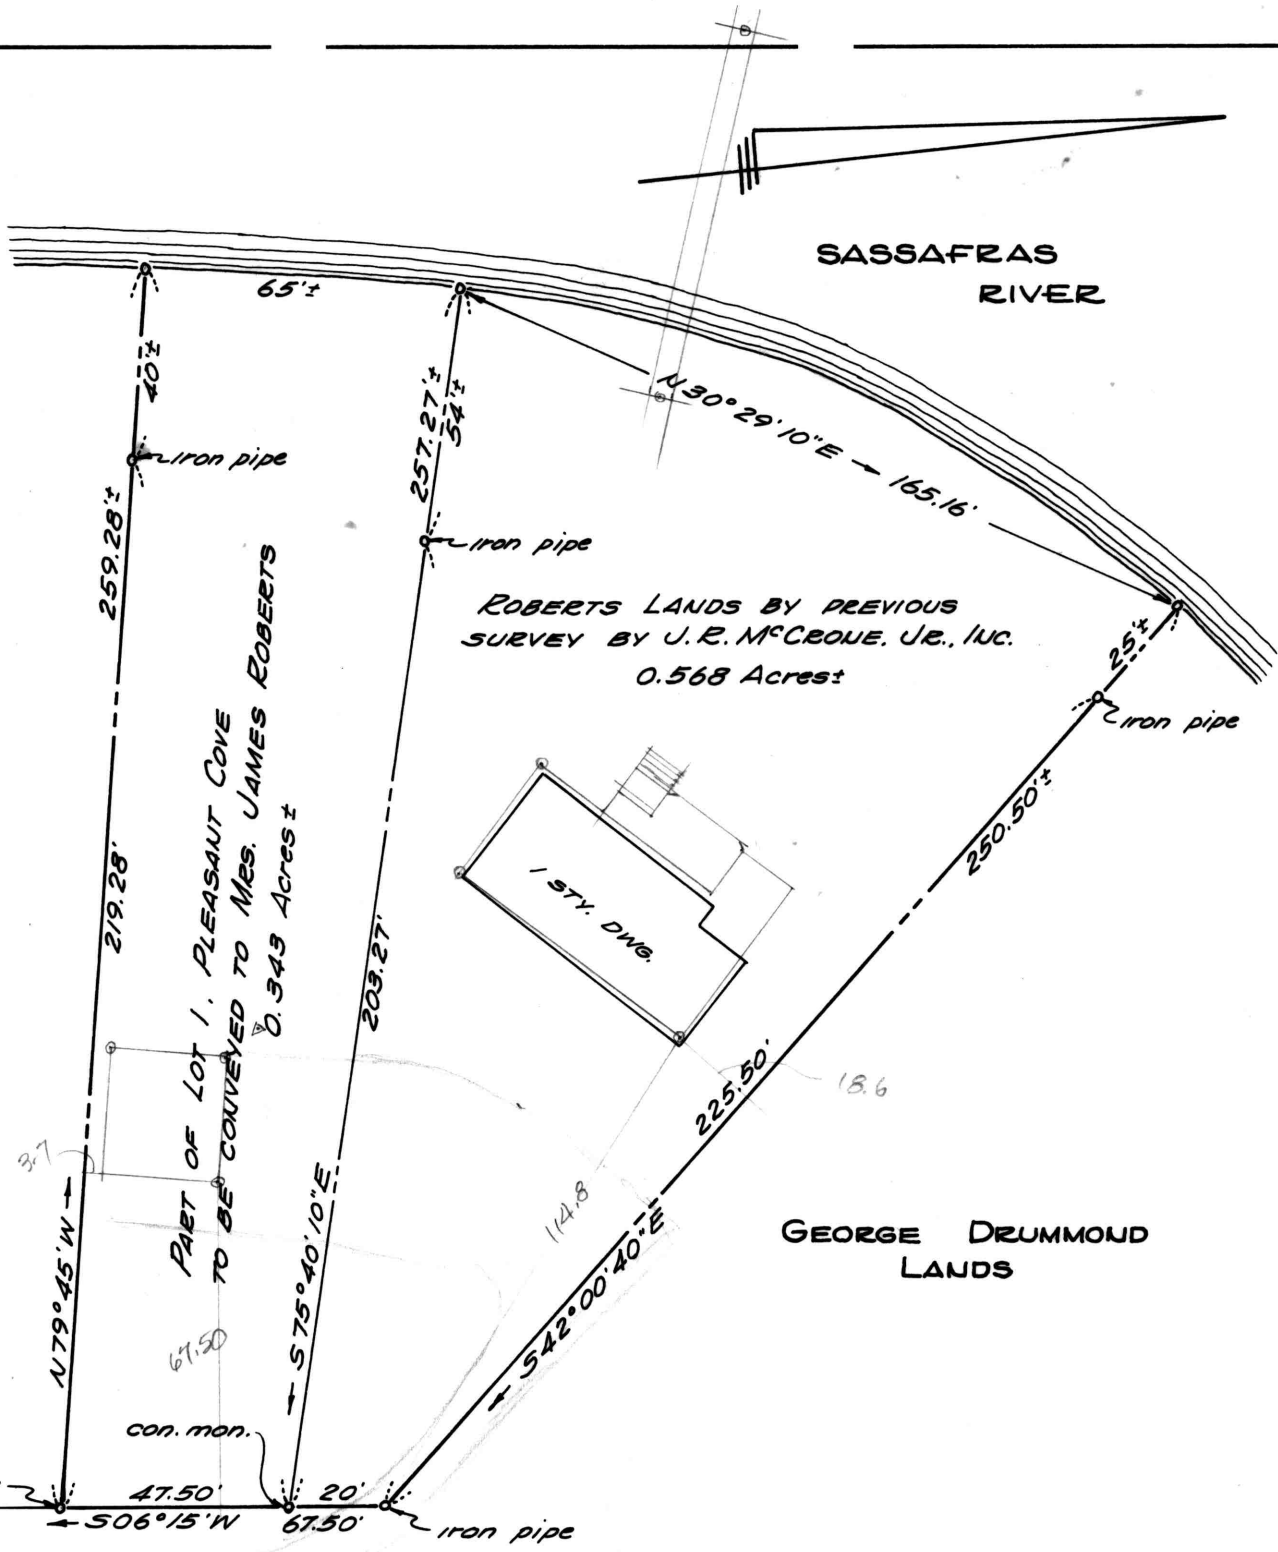 SASSAFRAS
RIVER
65'±
40'±
iron pipe
259.28'±
219.28'
N79°45'W
257.27'±
54'±
iron pipe
203.27'
S75°40'10"E
N30°29'10"E
165.16'
ROBERTS LANDS BY PREVIOUS
SURVEY BY J.R. McCRONE, JR., INC.
0.568 Acres±
25'±
iron pipe
250.50'±
225.50'
S42°00'40"E
1 STY. DWG.
PART OF LOT 1, PLEASANT COVE
TO BE CONVEYED TO MRS. JAMES ROBERTS
0.343 Acres±
18.6
3.7
114.8
67.50
GEORGE DRUMMOND
LANDS
con. mon.
47.50'
20'
S06°15'W
67.50'
iron pipe